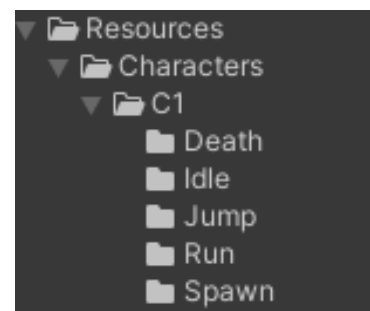 Resources
Characters
C1
Death
Idle
Jump
Run
Spawn